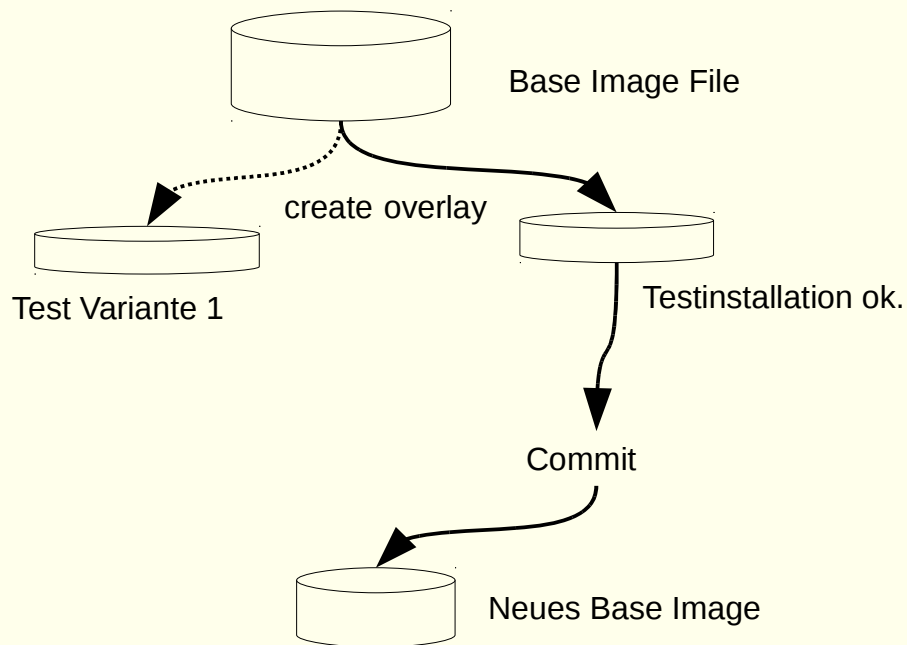 Base Image File
create overlay
Test Variante 1
Testinstallation ok.
Commit
Neues Base Image